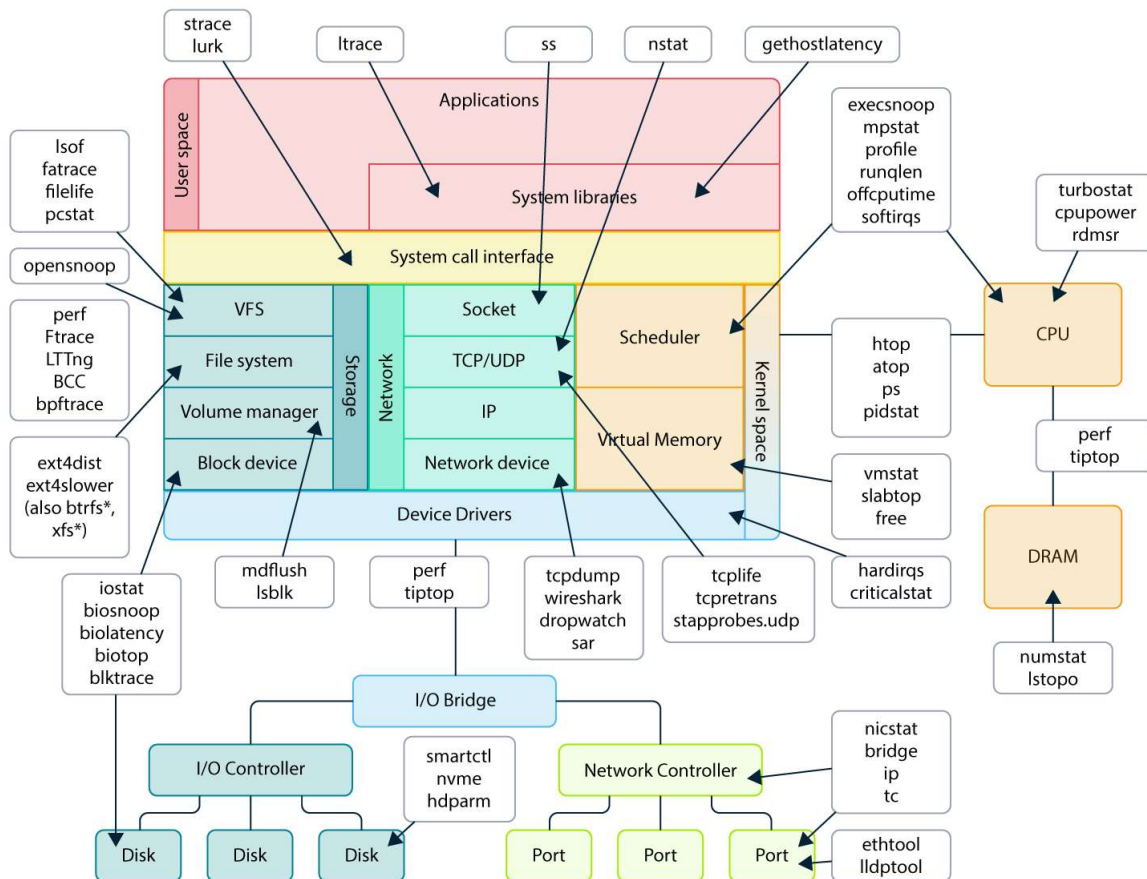 strace
lurk
ltrace
ss
nstat
gethostlatency
Applications
User space
System libraries
System call interface
lsof
fatrace
filelife
pcstat
opensnoop
perf
Ftrace
LTTng
BCC
bpftrace
ext4dist
ext4slower
(also btrfs*,
xfs*)
VFS
File system
Volume manager
Block device
Storage
Network
Socket
TCP/UDP
IP
Network device
Scheduler
Virtual Memory
Kernel space
Device Drivers
execsnoop
mpstat
profile
runqlen
offcputime
softirqs
turbostat
cpupower
rdmsr
CPU
htop
atop
ps
pidstat
perf
tiptop
vmstat
slabtop
free
DRAM
hardirqs
criticalstat
numstat
lstopo
iostat
biosnoop
biolatency
biotop
blktrace
mdflush
lsblk
perf
tiptop
tcpdump
wireshark
dropwatch
sar
tcplife
tcpretrans
stapprobes.udp
I/O Bridge
I/O Controller
smartctl
nvme
hdparm
Network Controller
nicstat
bridge
ip
tc
Disk
Disk
Disk
Port
Port
Port
ethtool
lldptool